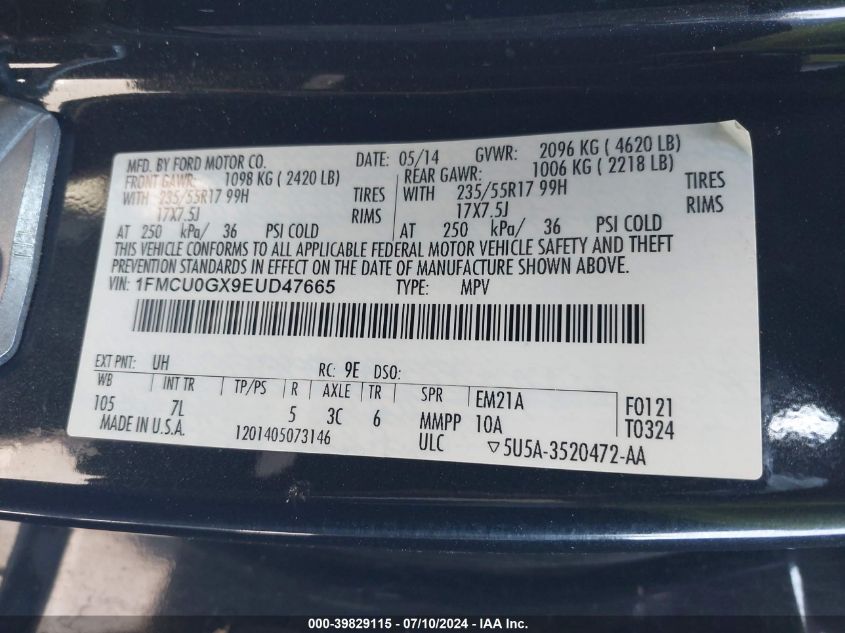 MFD. BY FORD MOTOR CO. DATE: 05/14 GVWR: 2096 KG ( 4620 LB)
FRONT GAWR: 1098 KG ( 2420 LB) REAR GAWR: 1006 KG ( 2218 LB)
WITH 235/55R17 99H TIRES WITH 235/55R17 99H TIRES
17X7.5J RIMS 17X7.5J RIMS
AT 250 kPa/ 36 PSI COLD AT 250 kPa/ 36 PSI COLD
THIS VEHICLE CONFORMS TO ALL APPLICABLE FEDERAL MOTOR VEHICLE SAFETY AND THEFT
PREVENTION STANDARDS IN EFFECT ON THE DATE OF MANUFACTURE SHOWN ABOVE.
VIN: 1FMCU0GX9EUD47665 TYPE: MPV
EXT PNT: UH RC: 9E DSO:
WB INT TR TP/PS R AXLE TR SPR EM21A F0121
105 7L 5 3C 6 MMPP 10A T0324
MADE IN U.S.A. 1201405073146 ULC ▽5U5A-3520472-AA
000-39829115 - 07/10/2024 - IAA Inc.